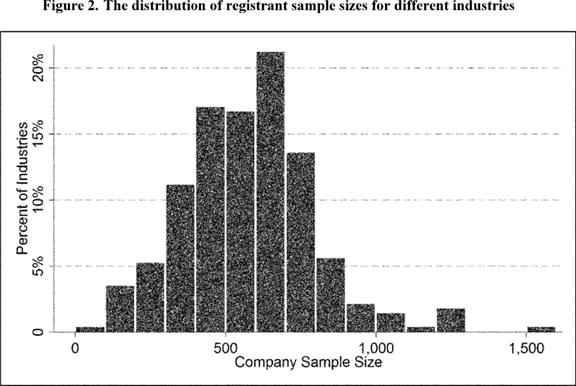 Figure 2. The distribution of registrant sample sizes for different industries
20%
15%
10%
5%
0
Percent of Industries
0 500 1,000 1,500
Company Sample Size